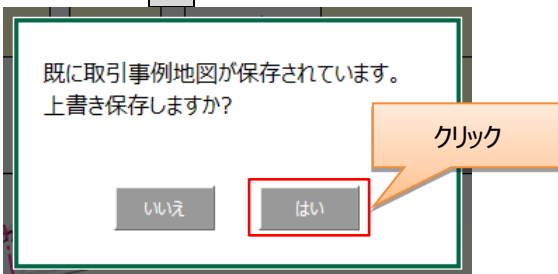 既に取引事例地図が保存されています。
上書き保存しますか?
クリック
いいえ
はい